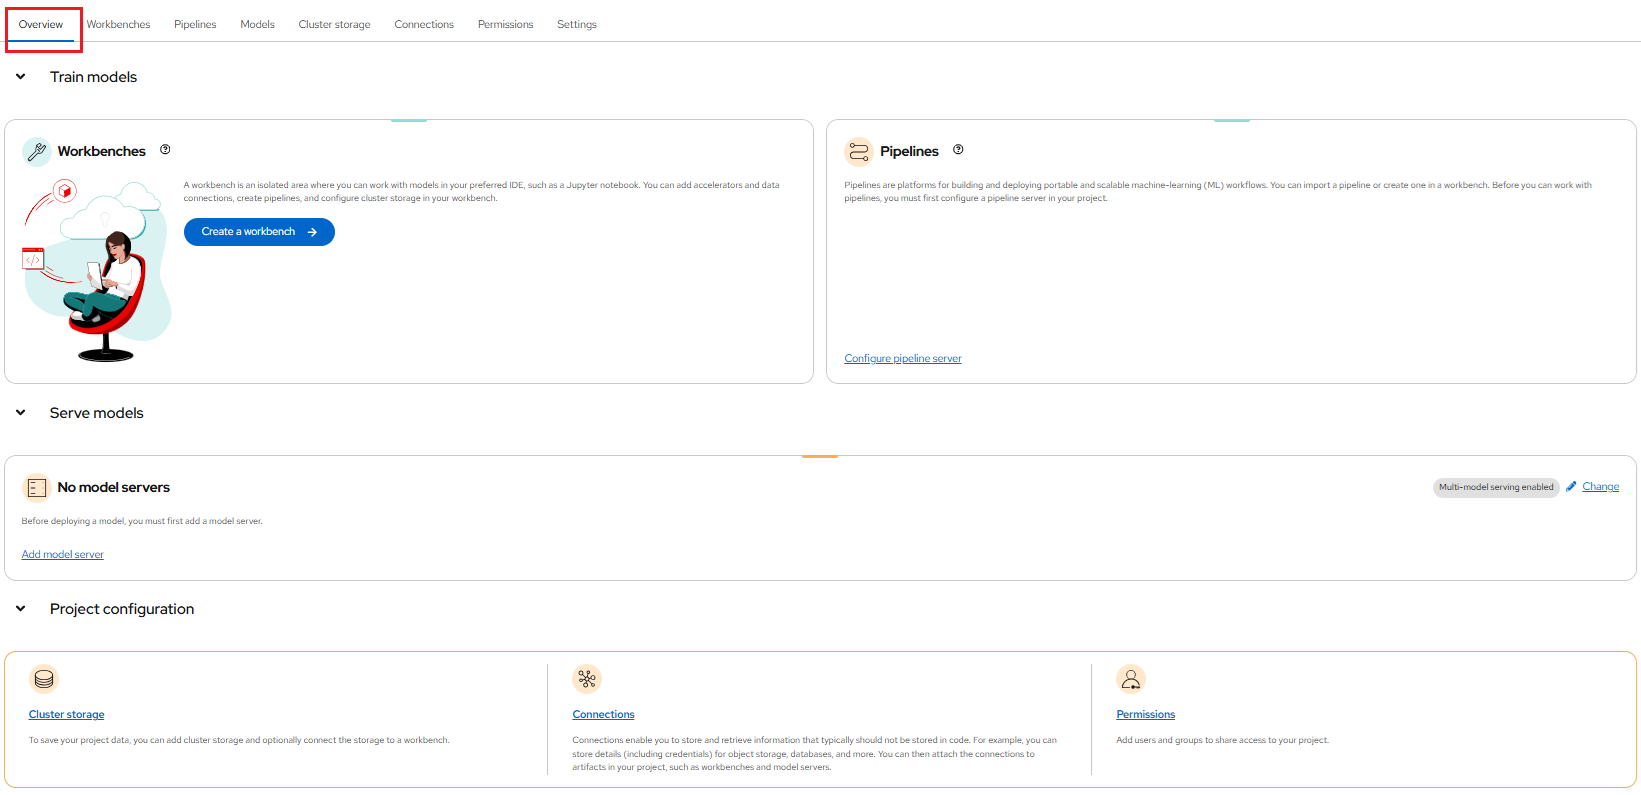 Overview Workbenches Pipelines Models Cluster storage Connections Permissions Settings
Train models
Workbenches
A workbench is an isolated area where you can work with models in your preferred IDE, such as a Jupyter notebook. You can add accelerators and data
connections, create pipelines, and configure cluster storage in your workbench.
Create a workbench
</>
Pipelines
Pipelines are platforms for building and deploying portable and scalable machine-learning (ML) workflows. You can import a pipeline or create one in a workbench. Before you can work with
pipelines, you must first configure a pipeline server in your project.
Configure pipeline server
Serve models
No model servers
Multi-model serving enabled Change
Before deploying a model, you must first add a model server.
Add model server
Project configuration
Cluster storage
To save your project data, you can add cluster storage and optionally connect the storage to a workbench.
Connections
Connections enable you to store and retrieve information that typically should not be stored in code. For example, you can
store details (including credentials) for object storage, databases, and more. You can then attach the connections to
artifacts in your project, such as workbenches and model servers.
Permissions
Add users and groups to share access to your project.